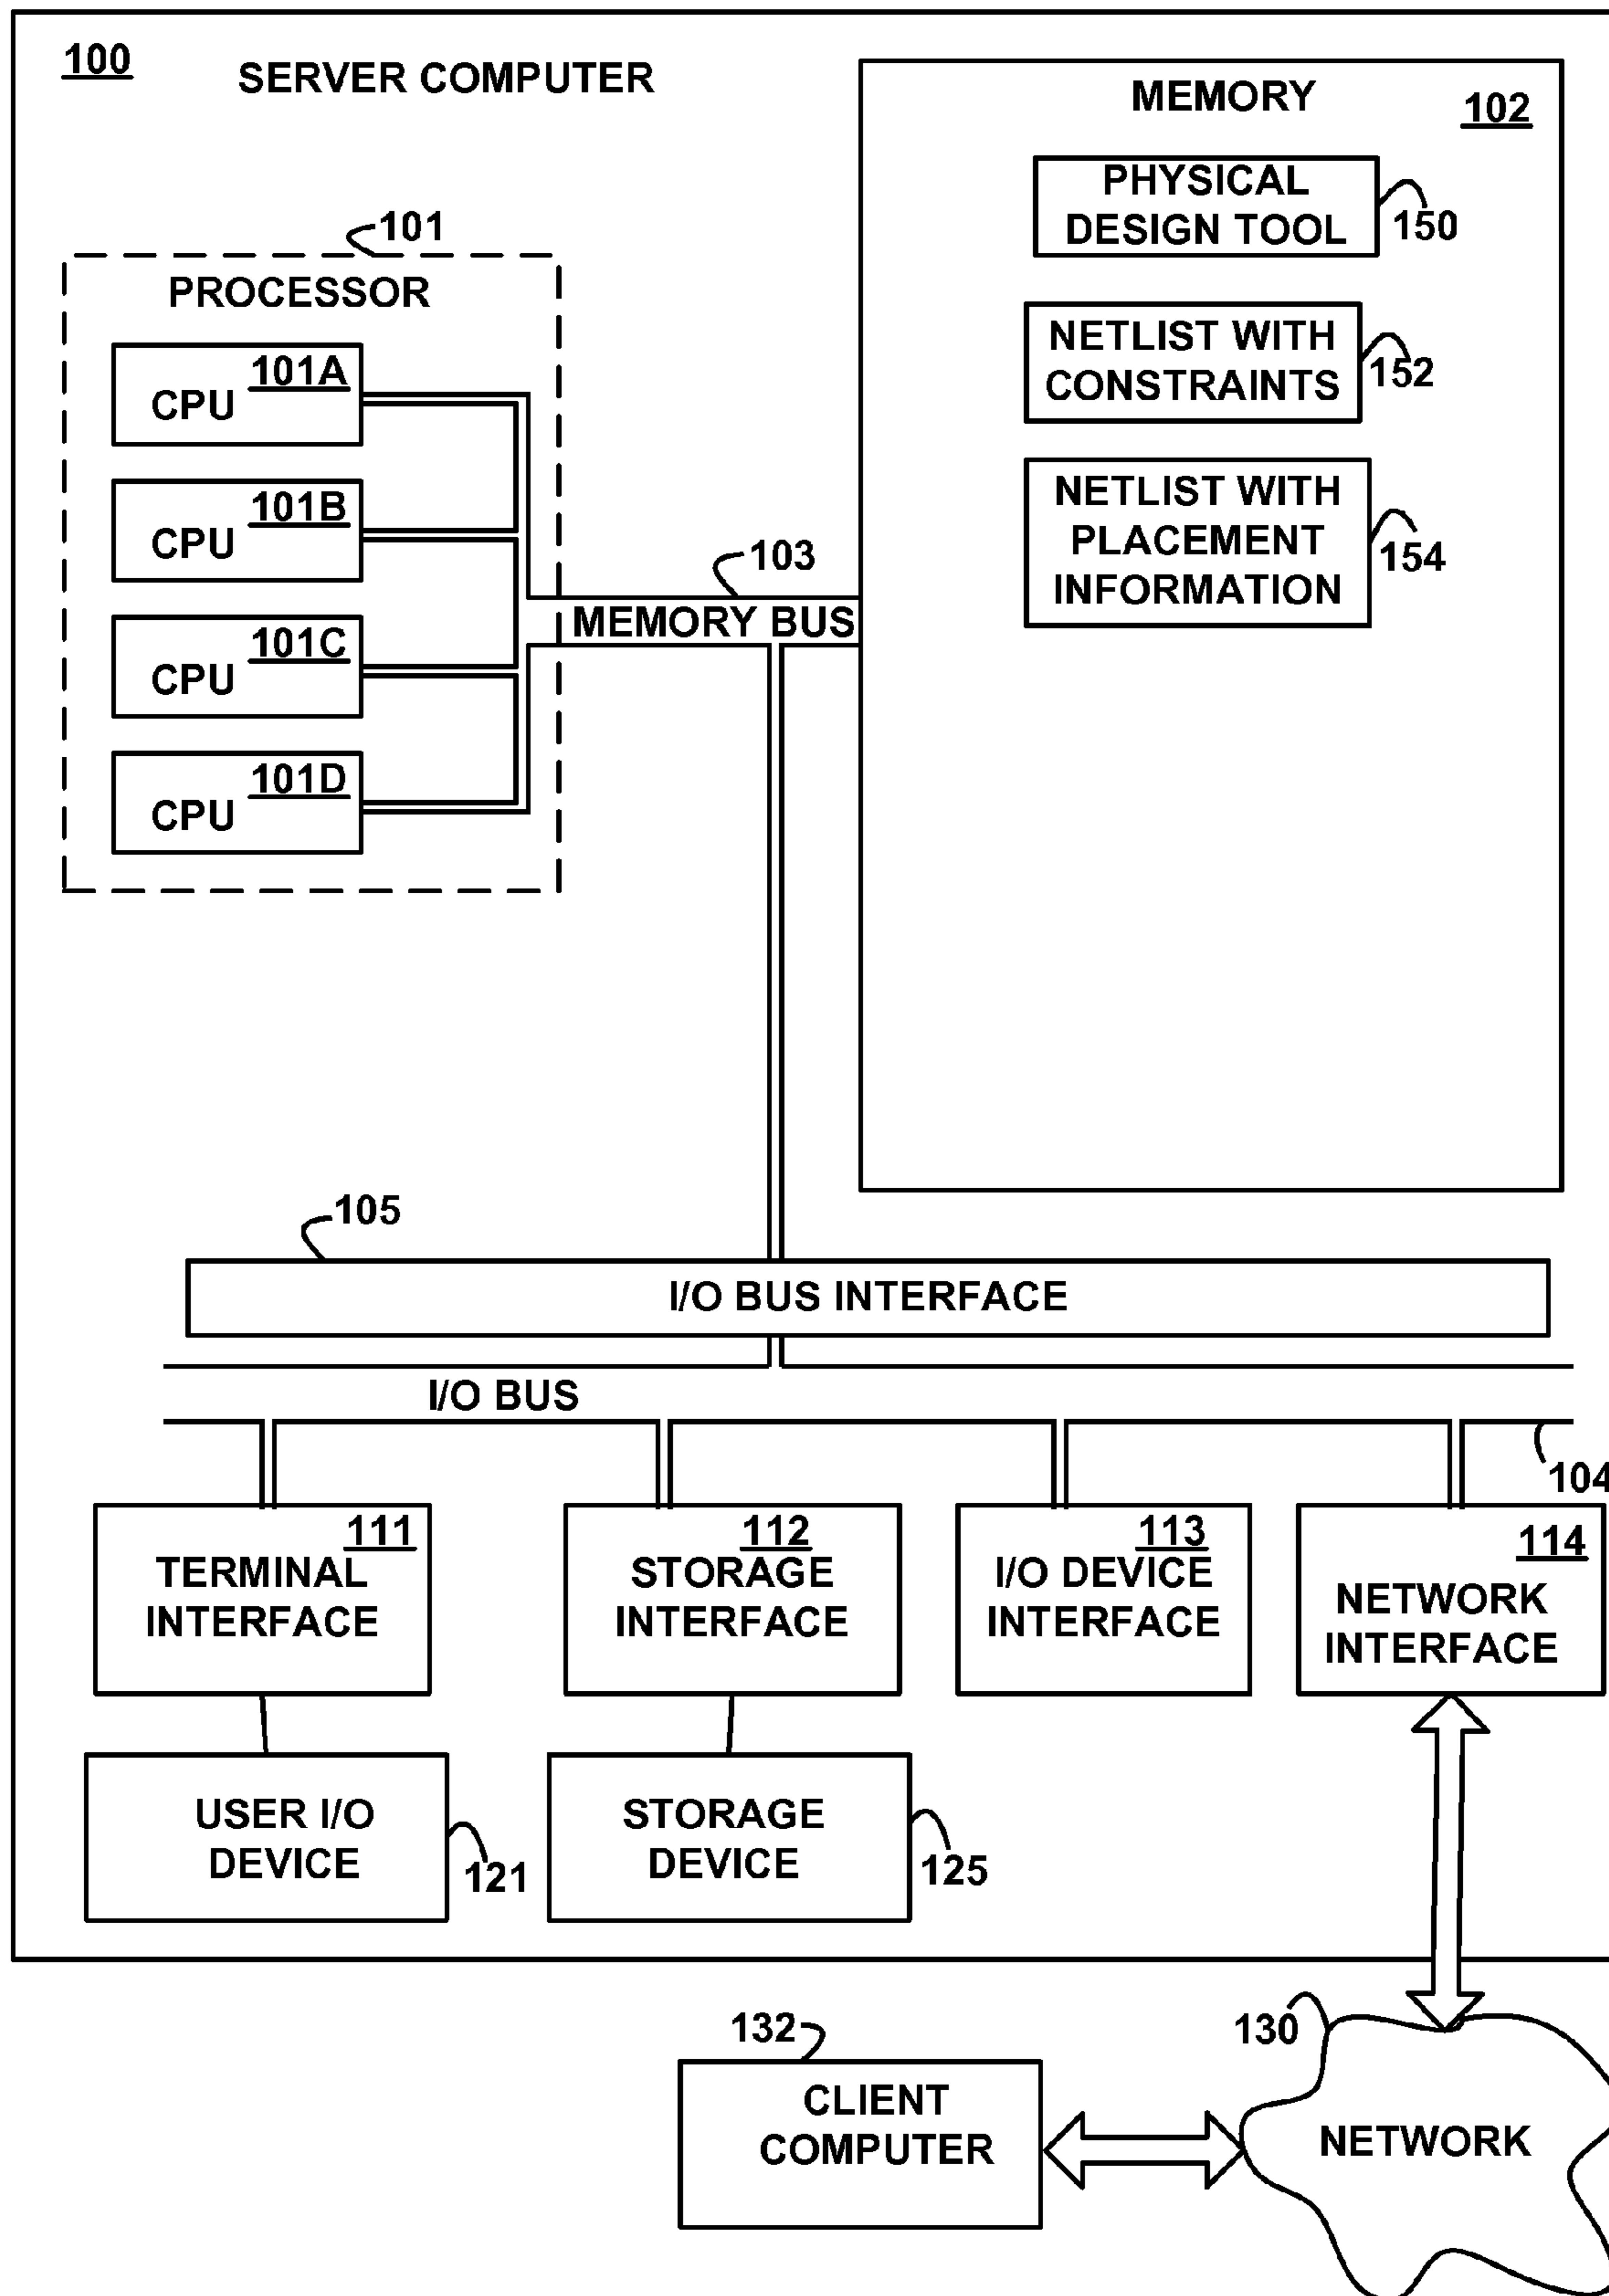 100
SERVER COMPUTER
MEMORY
102
PHYSICAL
DESIGN TOOL
150
101
PROCESSOR
NETLIST WITH
CONSTRAINTS
152
101A
CPU
101B
CPU
NETLIST WITH
PLACEMENT
INFORMATION
154
103
MEMORY BUS
101C
CPU
101D
CPU
105
I/O BUS INTERFACE
I/O BUS
104
111
TERMINAL
INTERFACE
112
STORAGE
INTERFACE
113
I/O DEVICE
INTERFACE
114
NETWORK
INTERFACE
USER I/O
DEVICE
121
STORAGE
DEVICE
125
132
CLIENT
COMPUTER
130
NETWORK